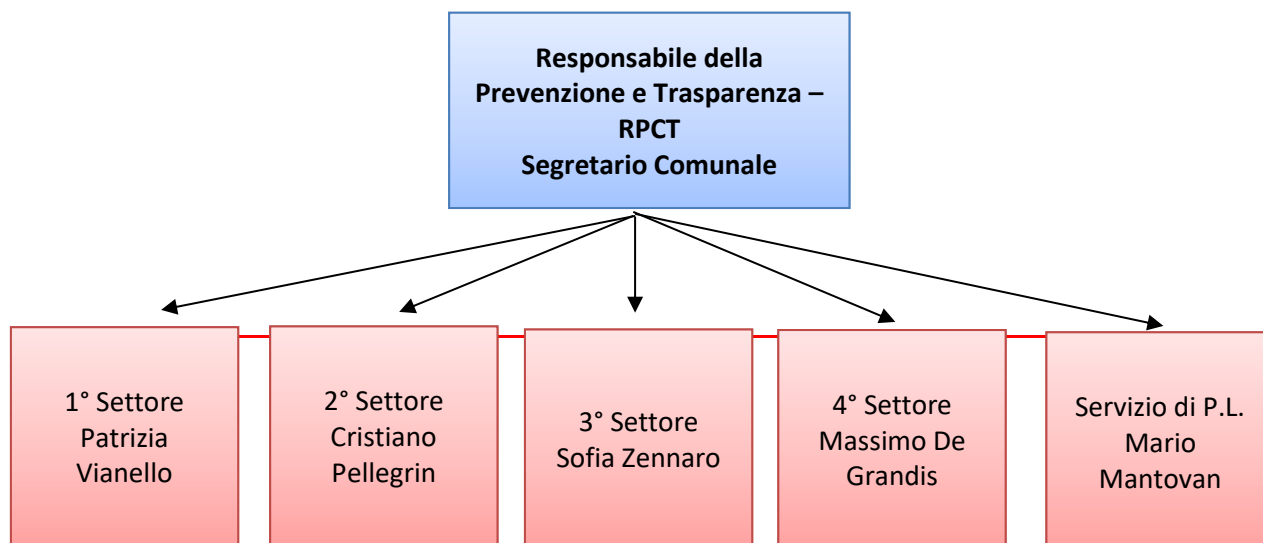 Responsabile della
Prevenzione e Trasparenza –
RPCT
Segretario Comunale
1° Settore
Patrizia
Vianello
2° Settore
Cristiano
Pellegrin
3° Settore
Sofia Zennaro
4° Settore
Massimo De
Grandis
Servizio di P.L.
Mario
Mantovan